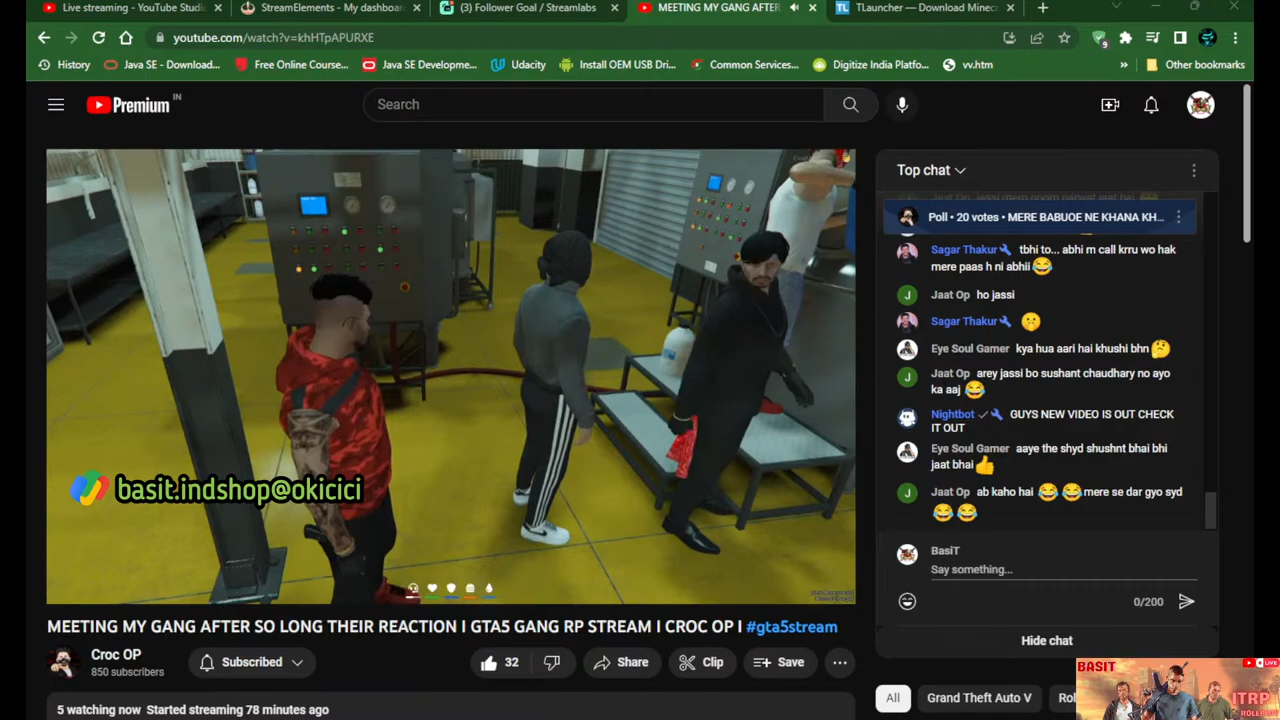 Live streaming - YouTube Studi
StreamElements - My dashboar
(3) Follower Goal / Streamlabs
MEETING MY GANG AFTER
TL TLauncher — Download Minec
youtube.com/watch?v=khHTpAPURXE
9
History
Java SE - Download...
Free Online Course...
Java SE Developme...
Udacity
Install OEM USB Driv...
Common Services...
Digitize India Platfo...
vv.htm
»
Other bookmarks
Premium IN
Search
Top chat
Poll • 20 votes • MERE BABUOE NE KHANA KH...
Sagar Thakur tbhi to... abhi m call krru wo hak
mere paas h ni abhii😂
J Jaat Op ho jassi
Sagar Thakur 🤫
Eye Soul Gamer kya hua aari hai khushi bhn🤔
J Jaat Op arey jassi bo sushant chaudhary no ayo
ka aaj 😂
Nightbot GUYS NEW VIDEO IS OUT CHECK
IT OUT
Eye Soul Gamer aaye the shyd shushnt bhai bhi
jaat bhai👍
J Jaat Op ab kaho hai 😂😂mere se dar gyo syd
😂😂
BasiT
Say something...
0/200
Hide chat
basit.indshop@okicici
MEETING MY GANG AFTER SO LONG THEIR REACTION I GTA5 GANG RP STREAM I CROC OP I #gta5stream
Croc OP
850 subscribers
Subscribed
32
Share
Clip
Save
5 watching now Started streaming 78 minutes ago
All
Grand Theft Auto V
Rol
BASIT
LIVE
ITRP
ROLEPLAY